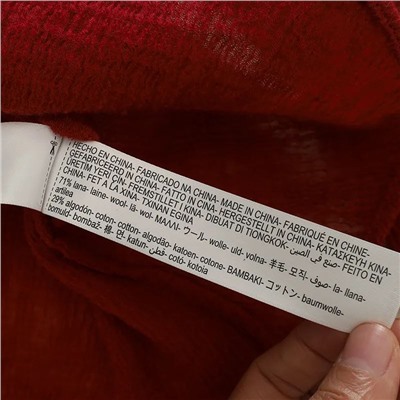 HECHO EN CHINA- FABRICADO NA CHINA- MADE IN CHINA- FABRIQUÉ EN CHINE-
GEFABRICEERD IN CHINA- FATTO IN CINA- HERGESTELLT IN CHINA- ΚΑΤΑΣΚΕΥΗ ΚΙΝΑ-
ÜRETİM YERİ ÇİN- FREMSTILLET I KINA- DIBUAT DI TIONGKOK- صنع في الصين- FEITO EN
CHINA- FET A LA XINA- TXINAN EGINA
71% lana- laine- wool- lã- wol- ΜΑΛΛΙ- ウール- wolle- uld- volna- 羊毛- 모직- صوف- la- llana-
artilea
29% algodón- coton- cotton- algodão- katoen- cotone- ΒΑΜΒΑΚΙ- コットン- baumwolle-
bomuld- bombaž- 棉- 면- katun- قطن- cotó- kotoia